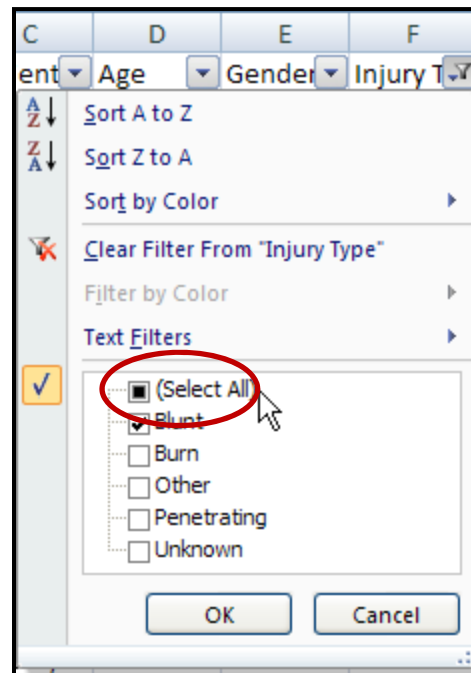 C D E F
ent Age Gender Injury T
Sort A to Z
Sort Z to A
Sort by Color
Clear Filter From "Injury Type"
Filter by Color
Text Filters
(Select All)
Blunt
Burn
Other
Penetrating
Unknown
OK Cancel